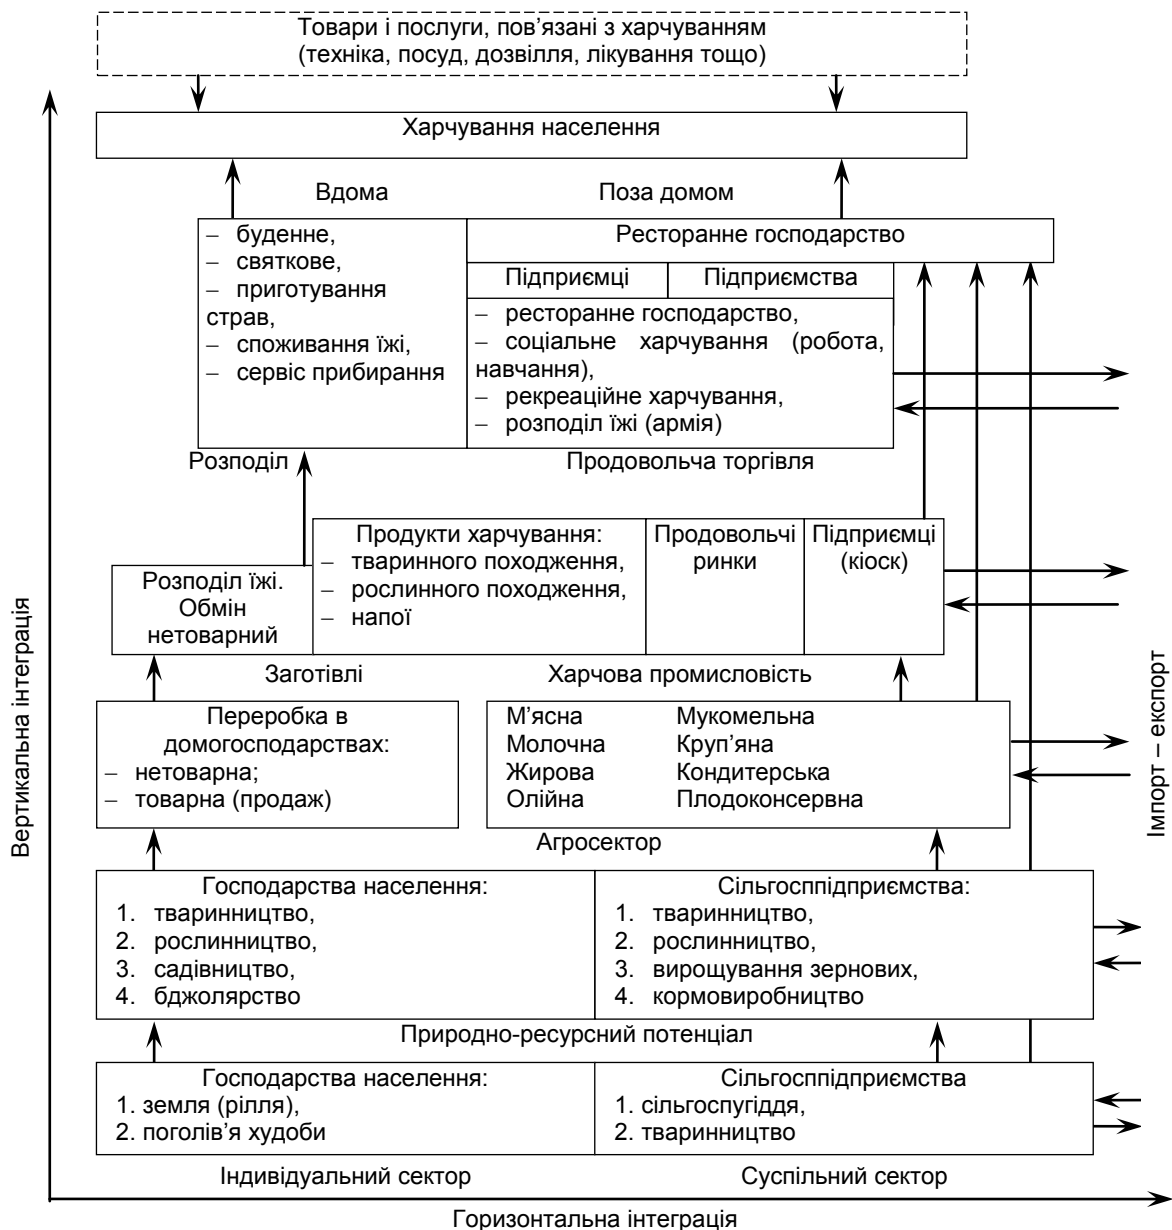 Товари і послуги, пов’язані з харчуванням
(техніка, посуд, дозвілля, лікування тощо)
Харчування населення
Вдома
Поза домом
– буденне,
– святкове,
– приготування
страв,
– споживання їжі,
– сервіс прибирання
Ресторанне господарство
Підприємці
Підприємства
– ресторанне господарство,
– соціальне харчування (робота,
навчання),
– рекреаційне харчування,
– розподіл їжі (армія)
Розподіл
Продовольча торгівля
Розподіл їжі.
Обмін
нетоварний
Продукти харчування:
– тваринного походження,
– рослинного походження,
– напої
Продовольчі
ринки
Підприємці
(кіоск)
Заготівлі
Харчова промисловість
Переробка в
домогосподарствах:
– нетоварна;
– товарна (продаж)
М’ясна
Молочна
Жирова
Олійна
Мукомельна
Круп’яна
Кондитерська
Плодоконсервна
Агросектор
Господарства населення:
1. тваринництво,
2. рослинництво,
3. садівництво,
4. бджолярство
Сільгосппідприємства:
1. тваринництво,
2. рослинництво,
3. вирощування зернових,
4. кормовиробництво
Природно-ресурсний потенціал
Господарства населення:
1. земля (рілля),
2. поголів’я худоби
Сільгосппідприємства
1. сільгоспугіддя,
2. тваринництво
Індивідуальний сектор
Суспільний сектор
Горизонтальна інтеграція
Вертикальна інтеграція
Імпорт – експорт